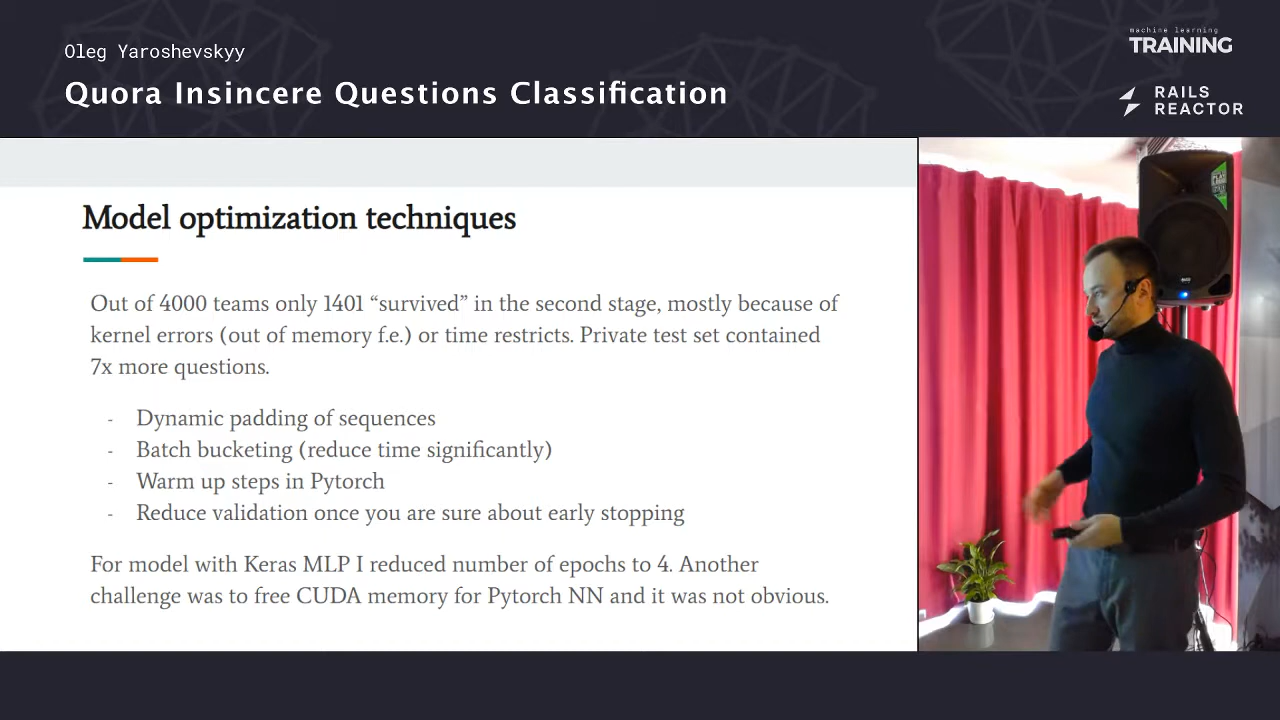 Oleg Yaroshevskyy
Quora Insincere Questions Classification
machine learning
TRAINING
RAILS
REACTOR
Model optimization techniques
Out of 4000 teams only 1401 “survived” in the second stage, mostly because of
kernel errors (out of memory f.e.) or time restricts. Private test set contained
7x more questions.
- Dynamic padding of sequences
- Batch bucketing (reduce time significantly)
- Warm up steps in Pytorch
- Reduce validation once you are sure about early stopping
For model with Keras MLP I reduced number of epochs to 4. Another
challenge was to free CUDA memory for Pytorch NN and it was not obvious.